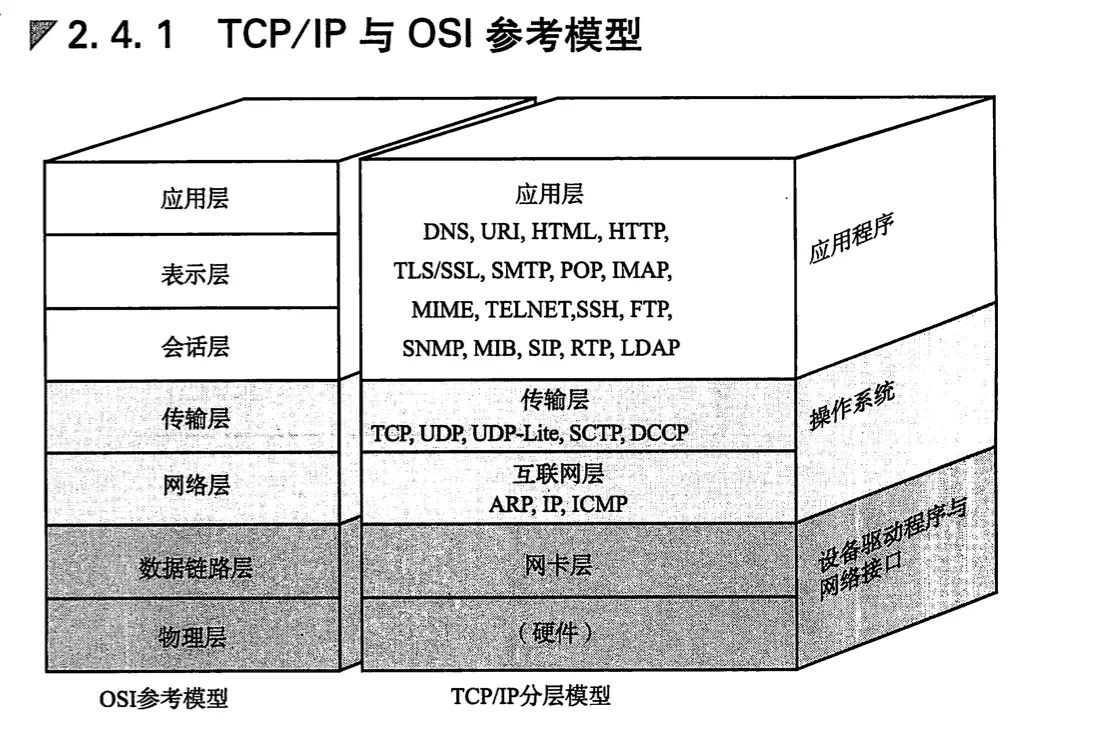 2.4.1 TCP/IP 与 OSI 参考模型
应用层
表示层
会话层
传输层
网络层
数据链路层
物理层
OSI参考模型
应用层
DNS, URI, HTML, HTTP,
TLS/SSL, SMTP, POP, IMAP,
MIME, TELNET,SSH, FTP,
SNMP, MIB, SIP, RTP, LDAP
传输层
TCP, UDP, UDP-Lite, SCTP, DCCP
互联网层
ARP, IP, ICMP
网卡层
（硬件）
TCP/IP分层模型
应用程序
操作系统
设备驱动程序与
网络接口